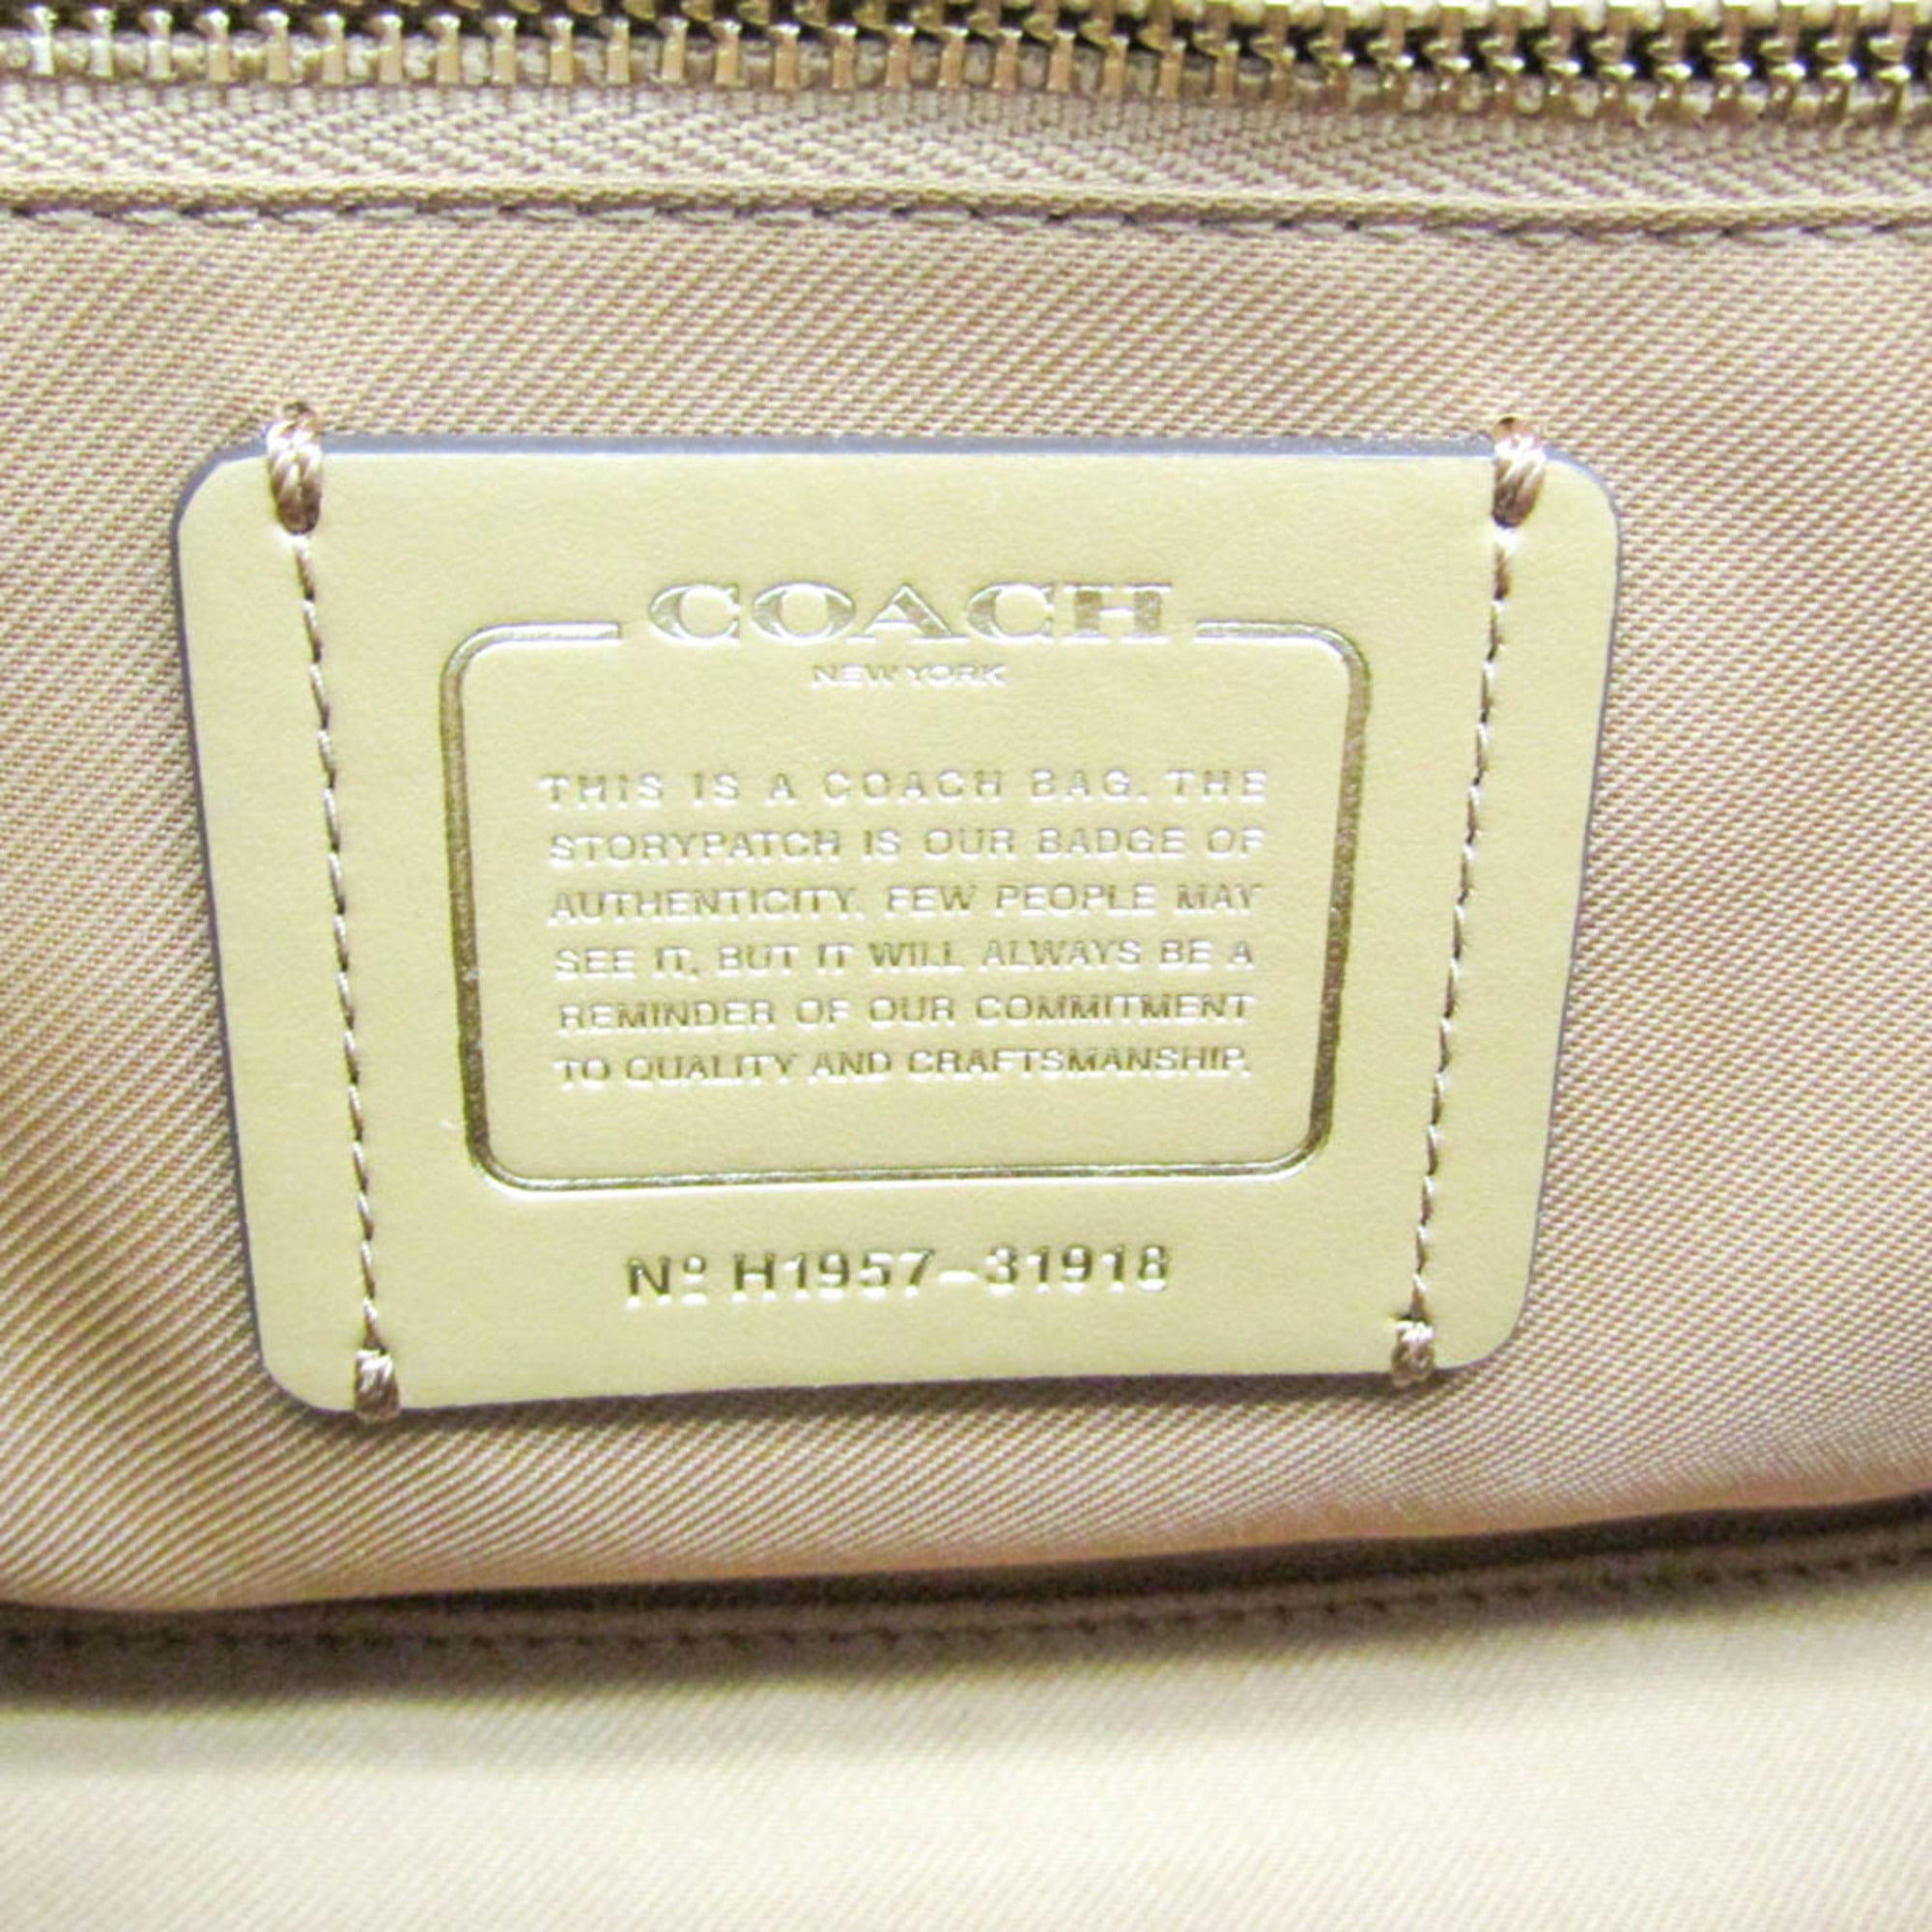 COACH
NEW YORK
THIS IS A COACH BAG. THE
STORYPATCH IS OUR BADGE OF
AUTHENTICITY. FEW PEOPLE MAY
SEE IT, BUT IT WILL ALWAYS BE A
REMINDER OF OUR COMMITMENT
TO QUALITY AND CRAFTSMANSHIP.
Nº H1957-31918